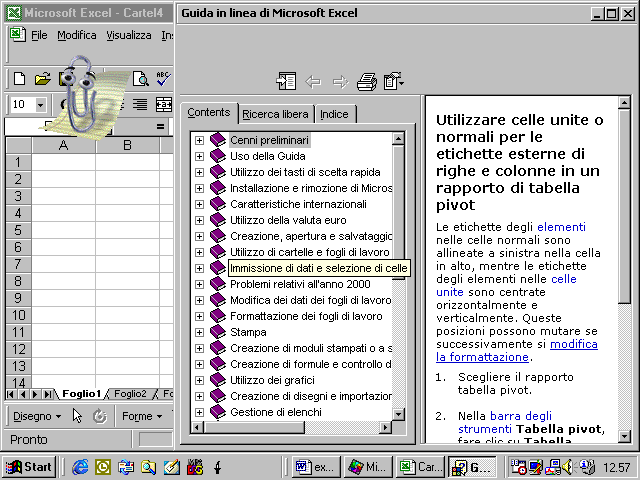 Microsoft Excel - Cartel4
Guida in linea di Microsoft Excel
File Modifica Visualizza Ins
10
ABC
=
A B
1
2
3
4
5
6
7
8
9
10
11
12
13
14
Foglio1 Foglio2 Fo
Disegno Forme
Pronto
Contents Ricerca libera Indice
Cenni preliminari
Uso della Guida
Utilizzo dei tasti di scelta rapida
Installazione e rimozione di Micros
Caratteristiche internazionali
Utilizzo della valuta euro
Creazione, apertura e salvataggio
Utilizzo di cartelle e fogli di lavoro
Immissione di dati e selezione di celle
Problemi relativi all'anno 2000
Modifica dei dati dei fogli di lavoro
Formattazione dei fogli di lavoro
Stampa
Creazione di moduli stampati o a s
Creazione di formule e controllo d
Utilizzo dei grafici
Creazione di disegni e importazion
Gestione di elenchi
Utilizzare celle unite o
normali per le
etichette esterne di
righe e colonne in un
rapporto di tabella
pivot
Le etichette degli elementi
nelle celle normali sono
allineate a sinistra nella cella
in alto, mentre le etichette
degli elementi nelle celle
unite sono centrate
orizzontalmente e
verticalmente. Queste
posizioni possono mutare se
successivamente si modifica
la formattazione.
1. Scegliere il rapporto
tabella pivot.
2. Nella barra degli
strumenti Tabella pivot,
fare clic su Tabella
Start
ex...
Mi...
Car...
G...
12.57